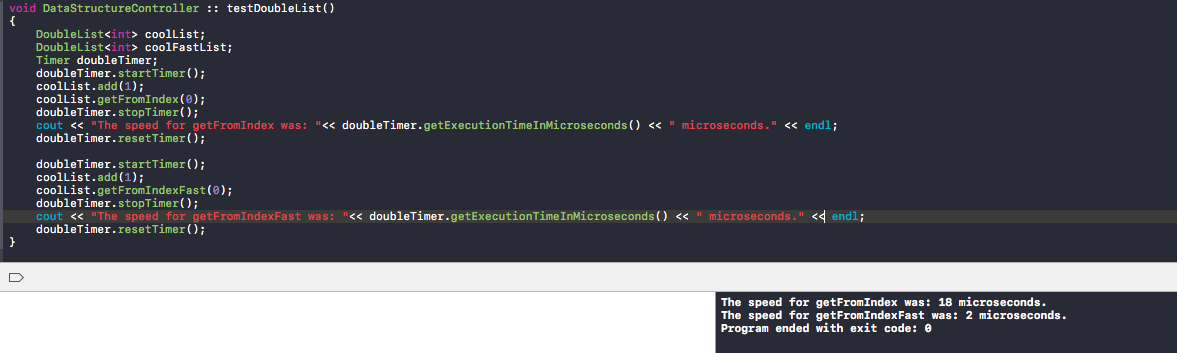 void DataStructureController :: testDoubleList()
{
DoubleList<int> coolList;
DoubleList<int> coolFastList;
Timer doubleTimer;
doubleTimer.startTimer();
coolList.add(1);
coolList.getFromIndex(0);
doubleTimer.stopTimer();
cout << "The speed for getFromIndex was: "<< doubleTimer.getExecutionTimeInMicroseconds() << " microseconds." << endl;
doubleTimer.resetTimer();
doubleTimer.startTimer();
coolList.add(1);
coolList.getFromIndexFast(0);
doubleTimer.stopTimer();
cout << "The speed for getFromIndexFast was: "<< doubleTimer.getExecutionTimeInMicroseconds() << " microseconds." << endl;
doubleTimer.resetTimer();
}
The speed for getFromIndex was: 18 microseconds.
The speed for getFromIndexFast was: 2 microseconds.
Program ended with exit code: 0